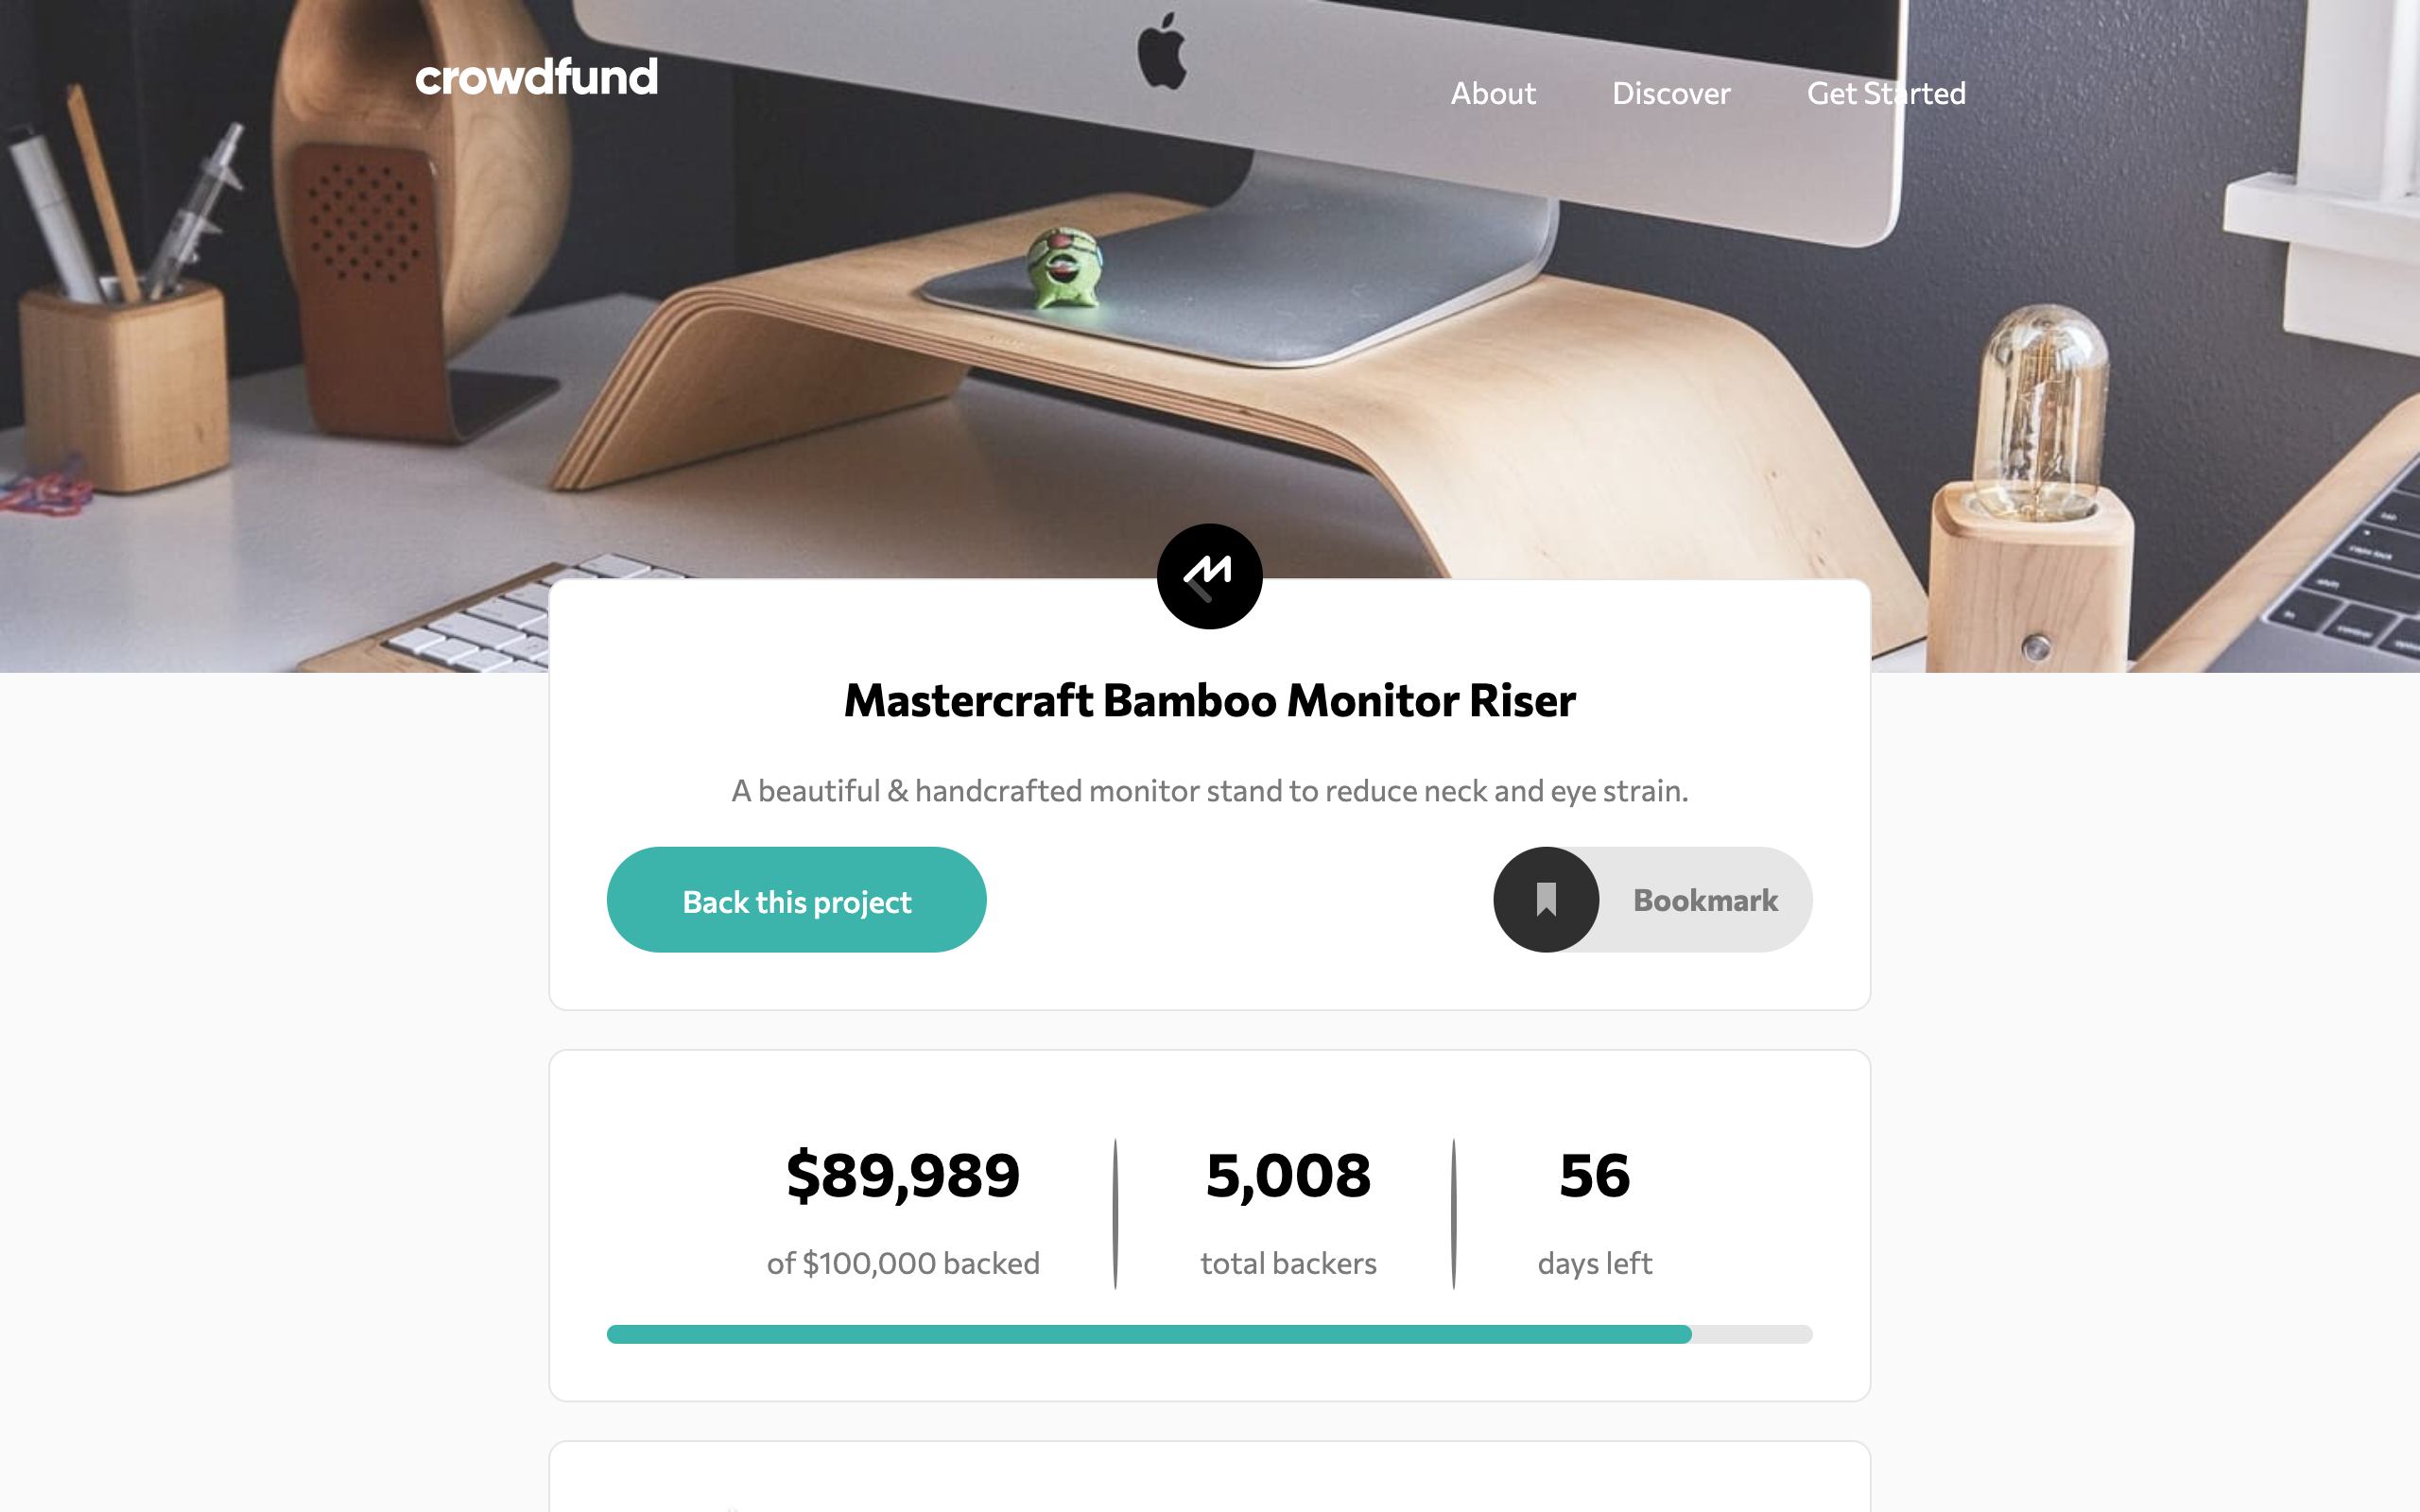 crowdfund
About
Discover
Get Started
Mastercraft Bamboo Monitor Riser
A beautiful & handcrafted monitor stand to reduce neck and eye strain.
Back this project
Bookmark
$89,989
5,008
56
of $100,000 backed
total backers
days left